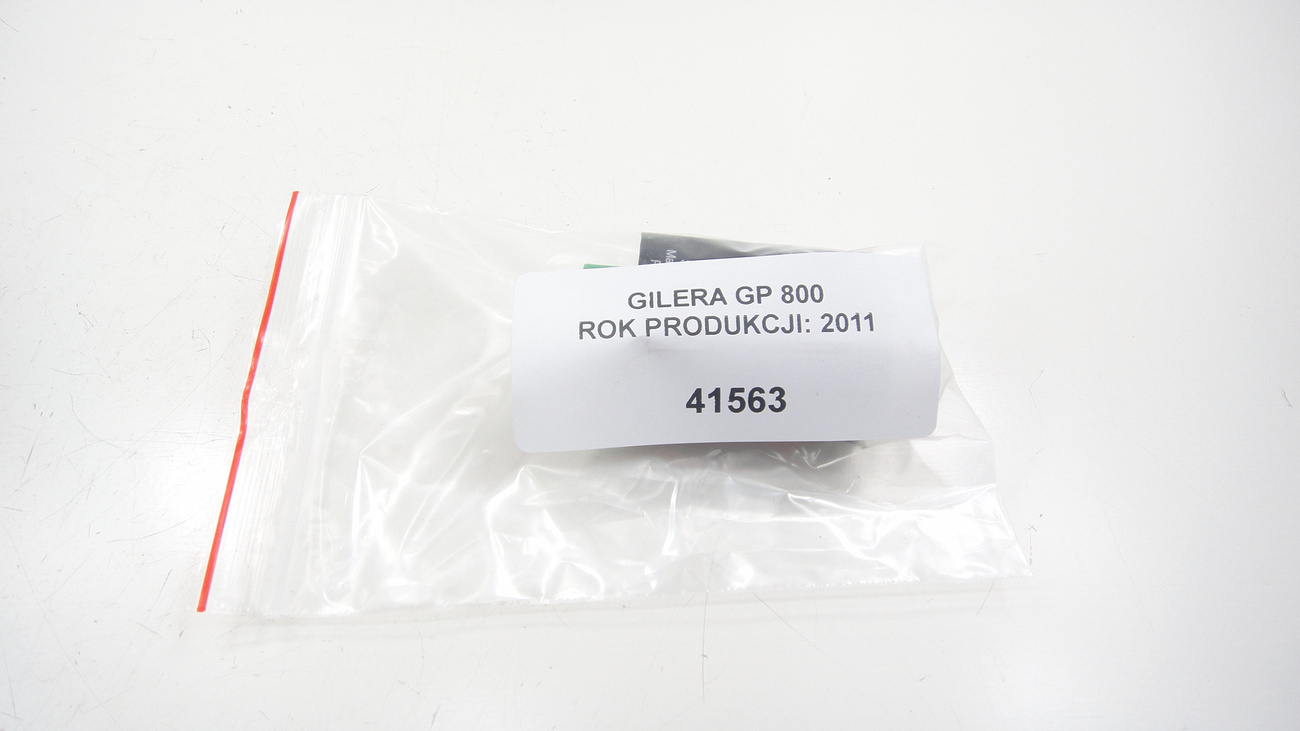 GILERA GP 800
ROK PRODUKCJI: 2011
41563